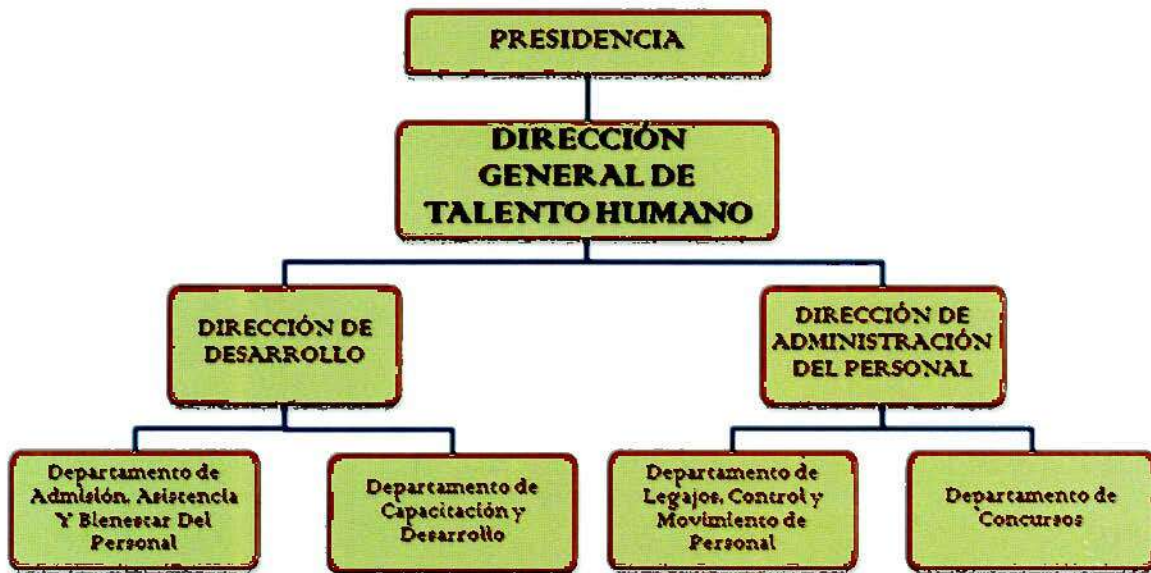 PRESIDENCIA
DIRECCIÓN
GENERAL DE
TALENTO HUMANO
DIRECCIÓN DE
DESARROLLO
DIRECCIÓN DE
ADMINISTRACIÓN
DEL PERSONAL
Departamento de
Admisión, Asistencia
Y Bienestar Del
Personal
Departamento de
Capacitación y
Desarrollo
Departamento de
Legajos, Control y
Movimiento de
Personal
Departamento de
Concursos